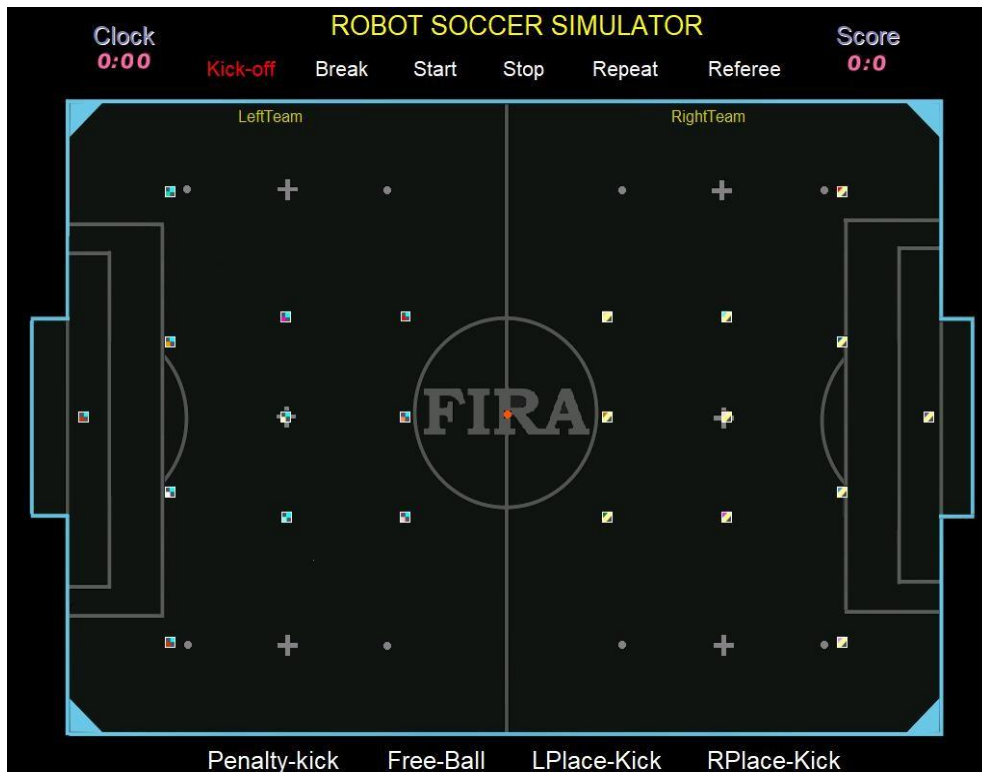 ROBOT SOCCER SIMULATOR
Clock
0:00
Score
0:0
Kick-off Break Start Stop Repeat Referee
LeftTeam
RightTeam
FIRA
Penalty-kick Free-Ball LPlace-Kick RPlace-Kick